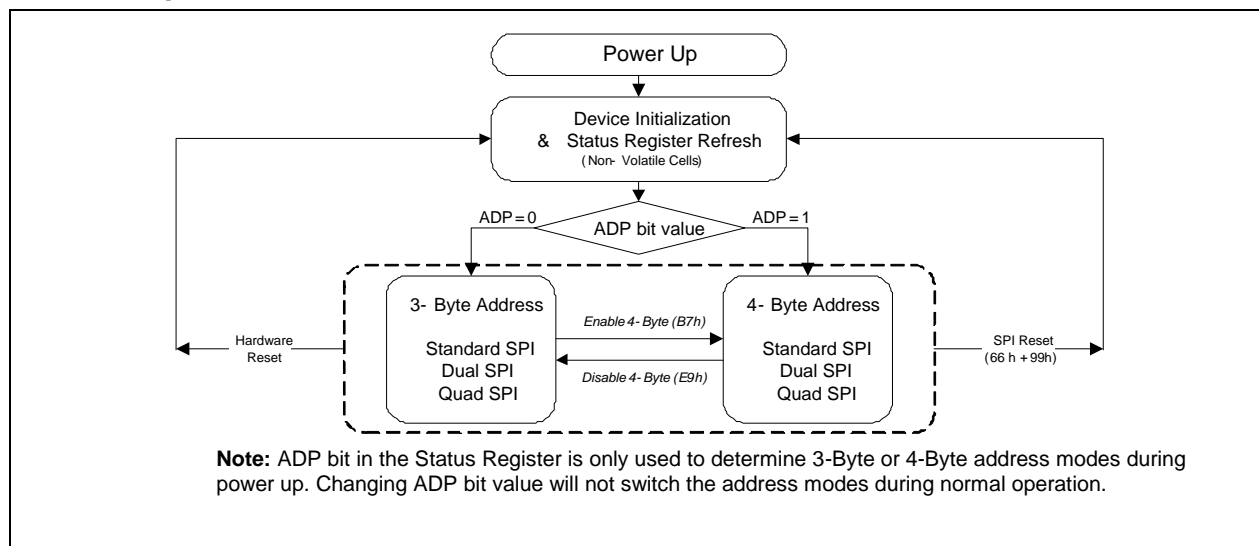 Power Up
Device Initialization
& Status Register Refresh
( Non- Volatile Cells)
ADP = 0
ADP bit value
ADP = 1
3- Byte Address
Standard SPI
Dual SPI
Quad SPI
Enable 4- Byte (B7h)
Disable 4- Byte (E9h)
4- Byte Address
Standard SPI
Dual SPI
Quad SPI
Hardware
Reset
SPI Reset
(66 h + 99h)
Note: ADP bit in the Status Register is only used to determine 3-Byte or 4-Byte address modes during
power up. Changing ADP bit value will not switch the address modes during normal operation.